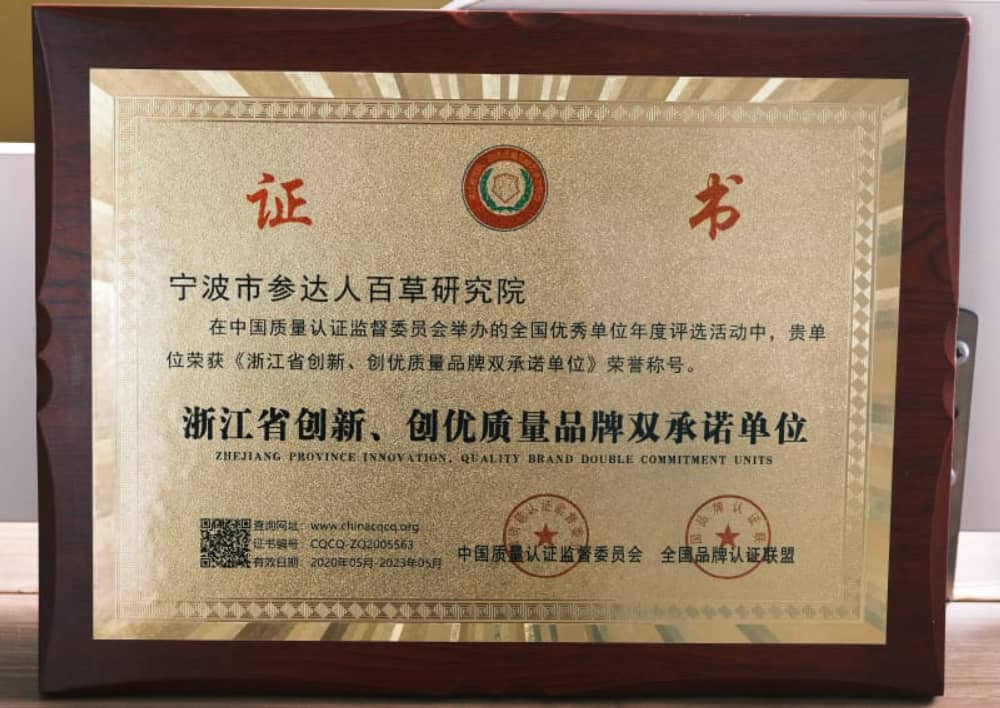 证 书
宁波市参达人百草研究院
在中国质量认证监督委员会举办的全国优秀单位年度评选活动中，贵单
位荣获《浙江省创新、创优质量品牌双承诺单位》荣誉称号。
浙江省创新、创优质量品牌双承诺单位
ZHEJIANG PROVINCE INNOVATION, QUALITY BRAND DOUBLE COMMITMENT UNITS
查询网址：www.chinacqcq.org
证书编号：CQCQ-ZQ2005563
有效日期：2020年05月-2023年05月
中国质量认证监督委员会 全国品牌认证联盟